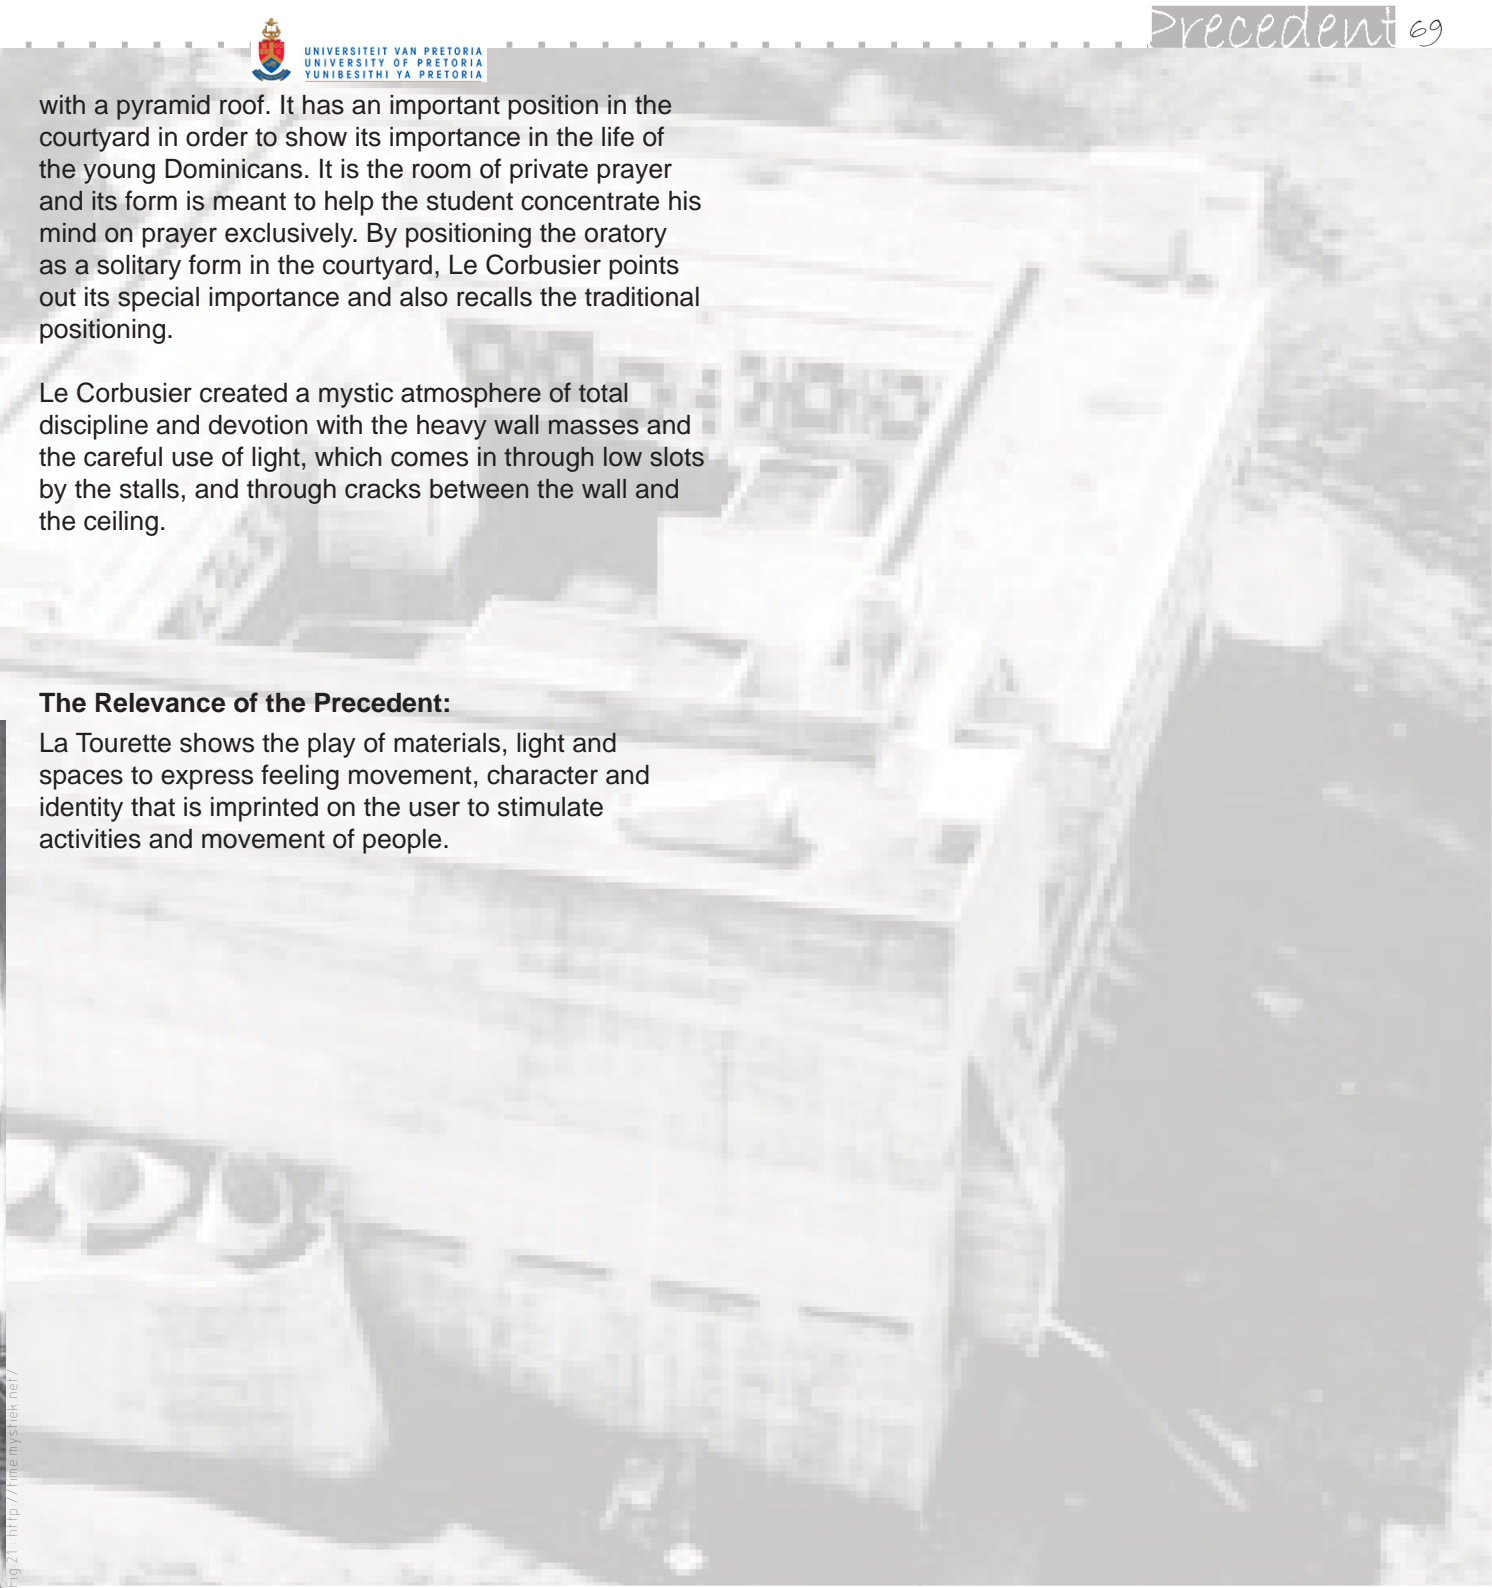 Precedent 69
UNIVERSITEIT VAN PRETORIA
UNIVERSITY OF PRETORIA
YUNIBESITHI YA PRETORIA
with a pyramid roof. It has an important position in the
courtyard in order to show its importance in the life of
the young Dominicans. It is the room of private prayer
and its form is meant to help the student concentrate his
mind on prayer exclusively. By positioning the oratory
as a solitary form in the courtyard, Le Corbusier points
out its special importance and also recalls the traditional
positioning.
Le Corbusier created a mystic atmosphere of total
discipline and devotion with the heavy wall masses and
the careful use of light, which comes in through low slots
by the stalls, and through cracks between the wall and
the ceiling.
The Relevance of the Precedent:
La Tourette shows the play of materials, light and
spaces to express feeling movement, character and
identity that is imprinted on the user to stimulate
activities and movement of people.
Fig 21 : http://time.mystiek.net/